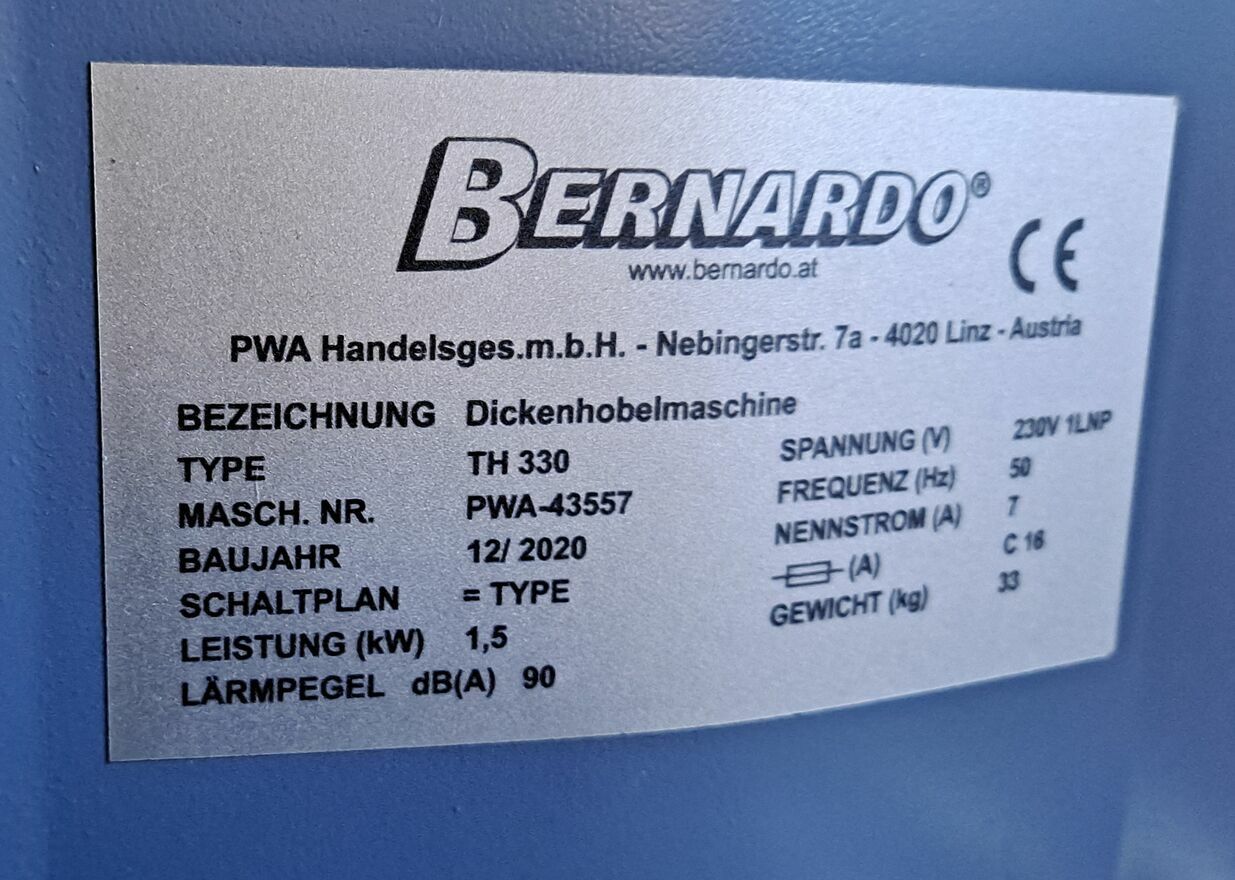 BERNARDO®
www.bernardo.at
CE
PWA Handelsges.m.b.H. - Nebingerstr. 7a - 4020 Linz - Austria
BEZEICHNUNG Dickenhobelmaschine
TYPE TH 330
MASCH. NR. PWA-43557
BAUJAHR 12/ 2020
SCHALTPLAN = TYPE
LEISTUNG (kW) 1,5
LÄRMPEGEL dB(A) 90
SPANNUNG (V) 230V 1LNP
FREQUENZ (Hz) 50
NENNSTROM (A) 7
(A) C 16
GEWICHT (kg) 33